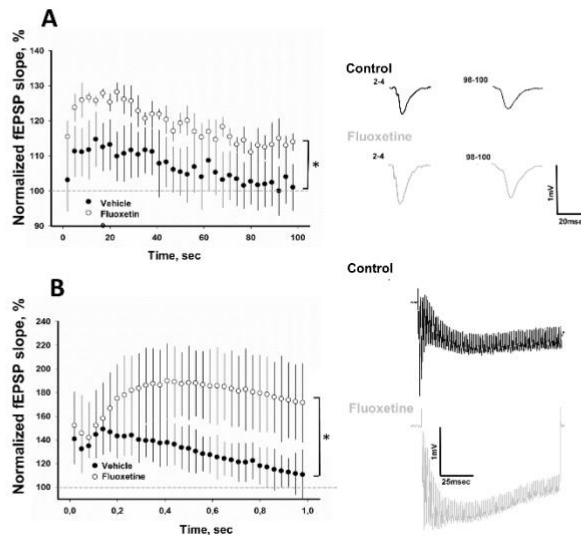 A
Normalized fEPSP slope, %
140
130
120
110
100
90
0 20 40 60 80 100
Time, sec
Vehicle
Fluoxetin
*
Control
2-4 98-100
Fluoxetine
2-4 98-100
1mV
20msec
B
Normalized fEPSP slope, %
240
220
200
180
160
140
120
100
0,0 0,2 0,4 0,6 0,8 1,0
Time, sec
Vehicle
Fluoxetine
*
Control
Fluoxetine
1mV
25msec